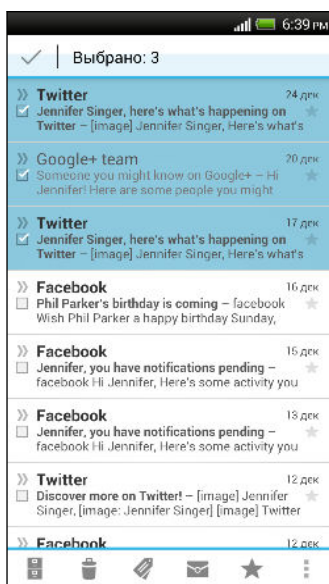 6:39 PM
Выбрано: 3
Twitter 24 дек
Jennifer Singer, here's what's happening on
Twitter – [image] Jennifer Singer, Here's what's
Google+ team 20 дек
Someone you might know on Google+ – Hi
Jennifer! Here are some people you might
Twitter 17 дек
Jennifer Singer, here's what's happening on
Twitter – [image] Jennifer Singer, Here's what's
Facebook 16 дек
Phil Parker's birthday is coming – facebook
Wish Phil Parker a happy birthday Sunday,
Facebook 15 дек
Jennifer, you have notifications pending –
facebook Hi Jennifer, Here's some activity you
Facebook 13 дек
Jennifer, you have notifications pending –
facebook Hi Jennifer, Here's some activity you
Twitter 12 дек
Discover more on Twitter! – [image] Jennifer
Singer, [image: Jennifer Singer] [image] Twitter
Facebook 12 дек